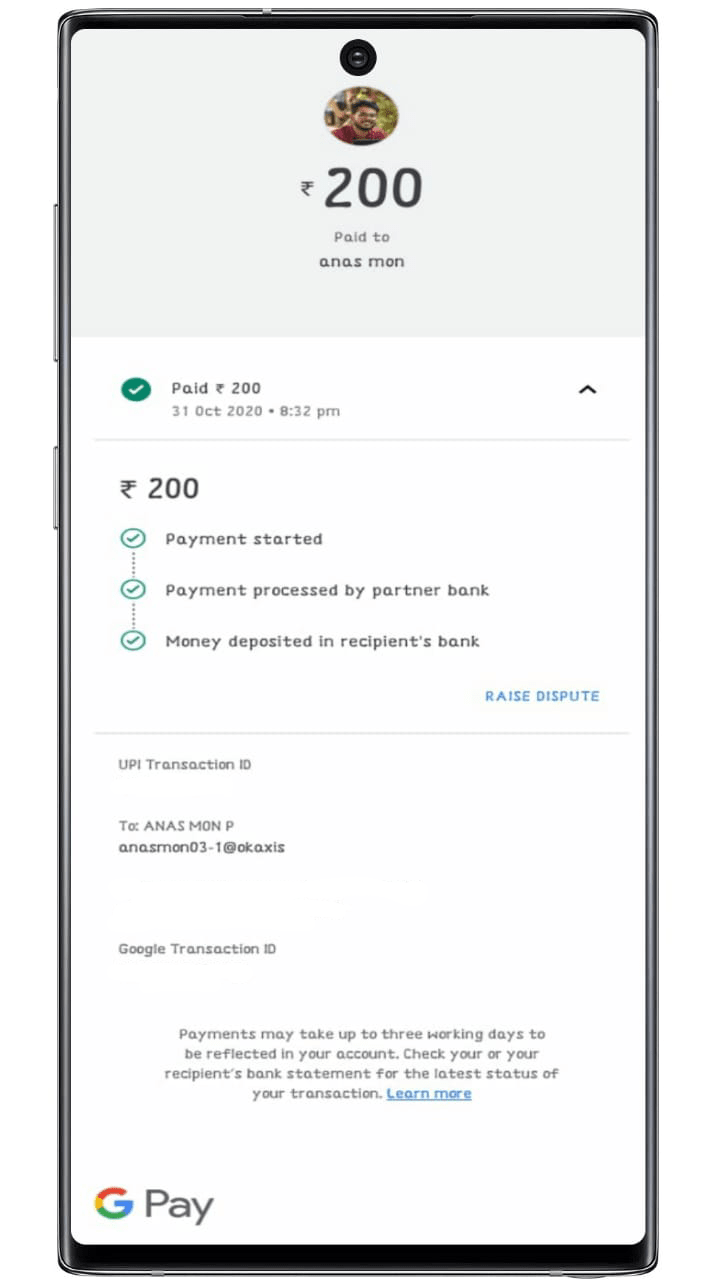 ₹ 200
Paid to
anas mon
Paid ₹ 200
31 Oct 2020 • 8:32 pm
₹ 200
Payment started
Payment processed by partner bank
Money deposited in recipient's bank
RAISE DISPUTE
UPI Transaction ID
To: ANAS MON P
anasmon03-1@okaxis
Google Transaction ID
Payments may take up to three working days to
be reflected in your account. Check your or your
recipient's bank statement for the latest status of
your transaction. Learn more
G Pay